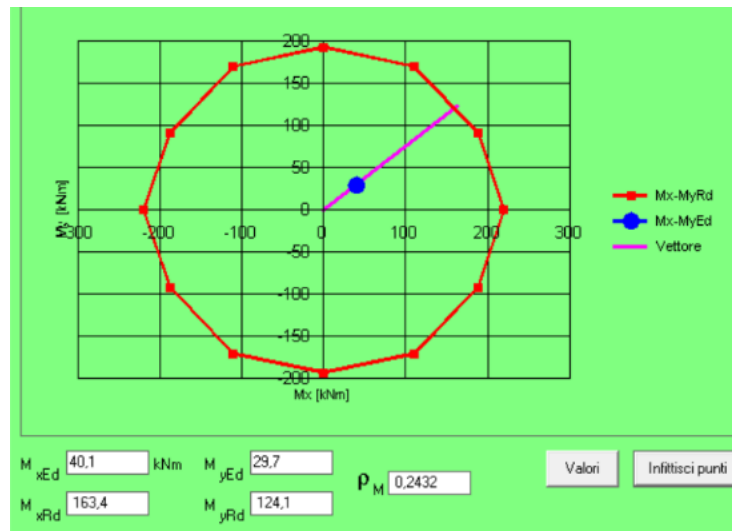 200
150
100
50
0
-300 -200 -100 0 100 200 300
-50
-100
-150
-200
My [kNm]
Mx [kNm]
Mx-MyRd
Mx-MyEd
Vettore
M xEd 40,1 kNm M yEd 29,7 ρ M 0,2432 Valori Infittisci punti
M xRd 163,4 M yRd 124,1